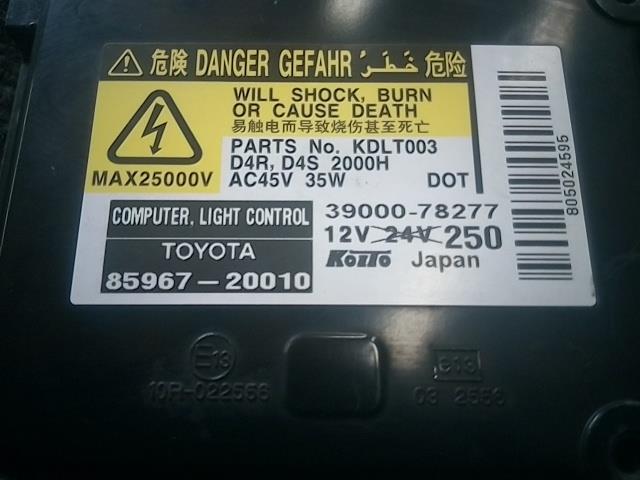 危険 DANGER GEFAHR خَطَرْ 危险
WILL SHOCK, BURN
OR CAUSE DEATH
易触电而导致烧伤甚至死亡
MAX25000V
PARTS No. KDLT003
D4R, D4S 2000H
AC45V 35W DOT
805024595
COMPUTER, LIGHT CONTROL
TOYOTA
85967-20010
39000-78277
12V 24V 250
KOITO Japan
E13
10R-022566
e13
03 2566